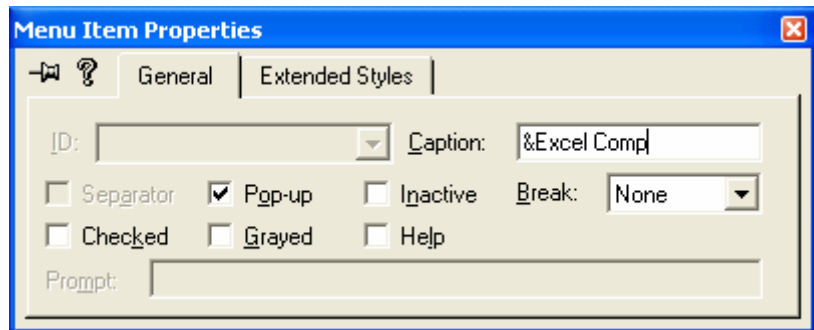 Menu Item Properties
General Extended Styles
ID: Caption: &Excel Comp
Separator Pop-up Inactive Break: None
Checked Grayed Help
Prompt: